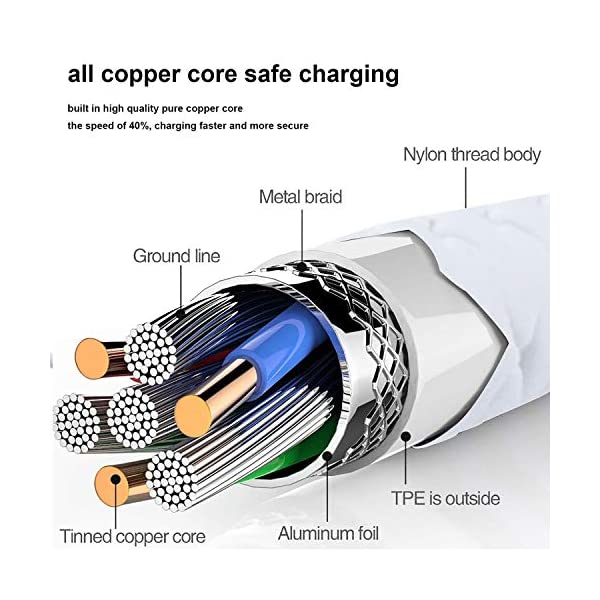 all copper core safe charging
built in high quality pure copper core
the speed of 40%, charging faster and more secure
Nylon thread body
Metal braid
Ground line
TPE is outside
Aluminum foil
Tinned copper core